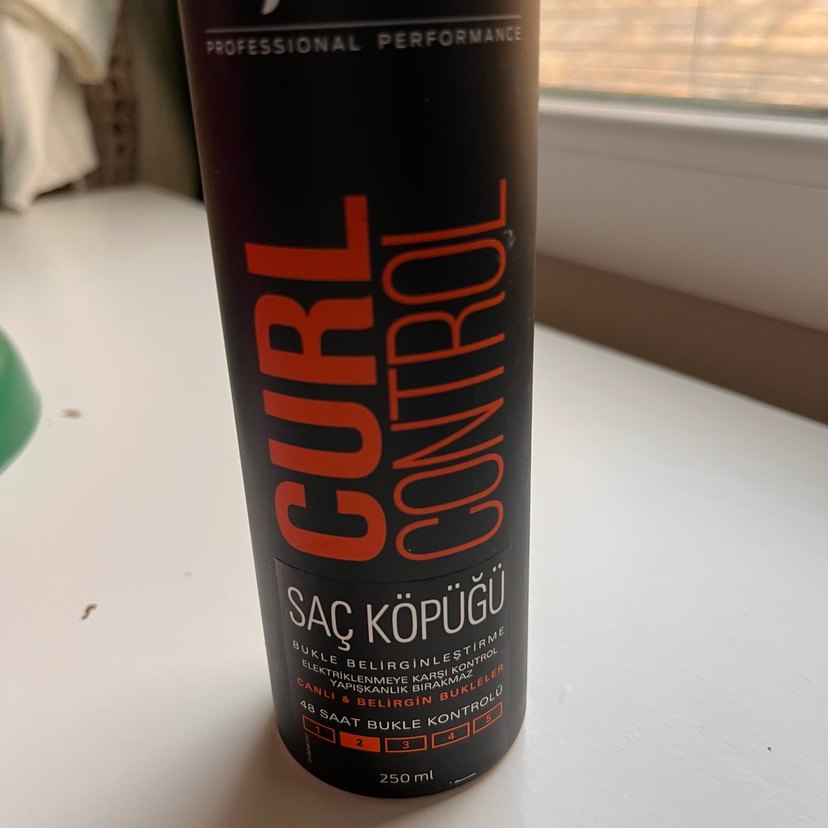 PROFESSIONAL PERFORMANCE
CURL
CONTROL
SAÇ KÖPÜĞÜ
BUKLE BELİRGİNLEŞTİRME
ELEKTRİKLENMEYE KARŞI KONTROL
YAPIŞKANLIK BIRAKMAZ
CANLI & BELİRGİN BUKLELER
48 SAAT BUKLE KONTROLÜ
1 2 3 4 5
250 ml